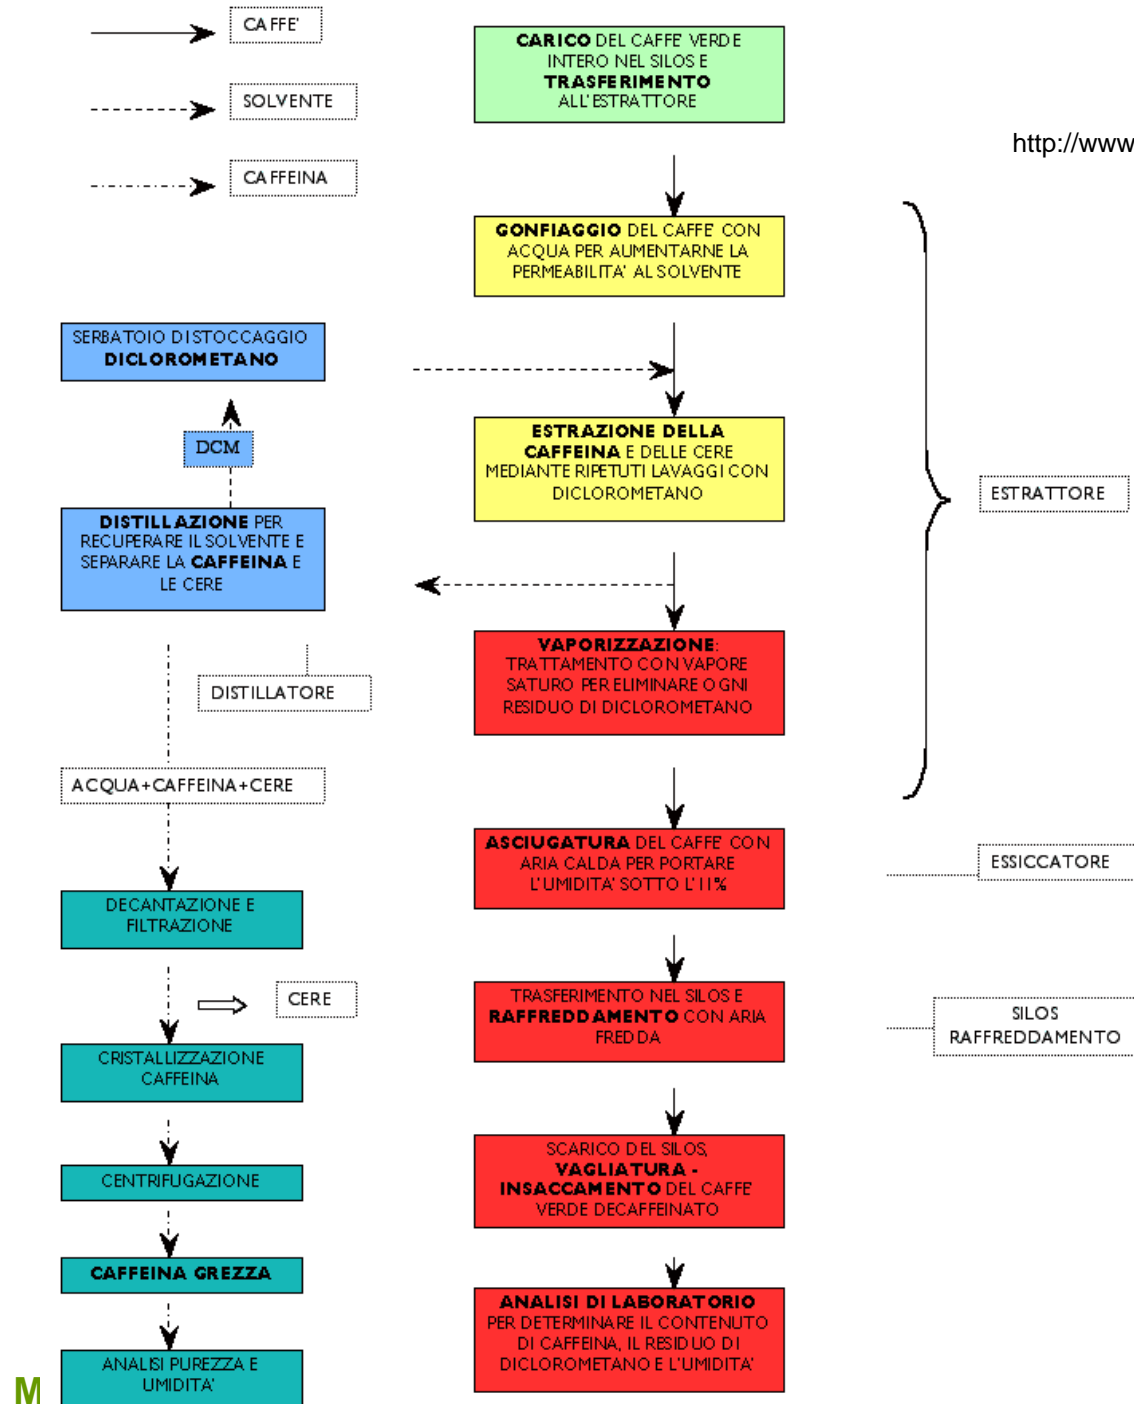 CAFFE'
SOLVENTE
CAFFEINA
CARICO DEL CAFFE' VERDE
INTERO NEL SILOS E
TRASFERIMENTO
ALL'ESTRATTORE
http://www
GONFIAGGIO DEL CAFFE' CON
ACQUA PER AUMENTARNE LA
PERMEABILITA' AL SOLVENTE
SERBATOIO DI STOCCAGGIO
DICLOROMETANO
DCM
ESTRAZIONE DELLA
CAFFEINA E DELLE CERE
MEDIANTE RIPETUTI LAVAGGI CON
DICLOROMETANO
ESTRATTORE
DISTILLAZIONE PER
RECUPERARE IL SOLVENTE E
SEPARARE LA CAFFEINA E
LE CERE
VAPORIZZAZIONE:
TRATTAMENTO CON VAPORE
SATURO PER ELIMINARE OGNI
RESIDUO DI DICLOROMETANO
DISTILLATORE
ACQUA+CAFFEINA+CERE
ASCIUGATURA DEL CAFFE' CON
ARIA CALDA PER PORTARE
L'UMIDITA' SOTTO L'11%
ESSICCATORE
DECANTAZIONE E
FILTRAZIONE
CERE
TRASFERIMENTO NEL SILOS E
RAFFREDDAMENTO CON ARIA
FREDDA
SILOS
RAFFREDDAMENTO
CRISTALLIZZAZIONE
CAFFEINA
SCARICO DEL SILOS,
VAGLIATURA -
INSACCAMENTO DEL CAFFE'
VERDE DECAFFEINATO
CENTRIFUGAZIONE
CAFFEINA GREZZA
ANALISI DI LABORATORIO
PER DETERMINARE IL CONTENUTO
DI CAFFEINA, IL RESIDUO DI
DICLOROMETANO E L'UMIDITA'
ANALISI PUREZZA E
UMIDITA'
M